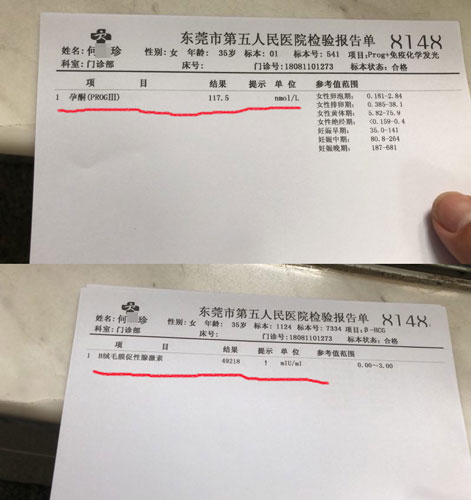 东莞市第五人民医院检验报告单 8148
姓名:何 珍 性别:女 年龄: 35岁 标本:01 标本号:541 项目:Prog+免疫化学发光
科室:门诊部 床号: 门诊号:18081101273 标本状态:合格
项 目 结果 提示 单 位 参考值范围
1 孕酮(PROGⅢ) 117.5 nmol/L 女性卵泡期: 0.181-2.84
女性排卵期: 0.385-38.1
女性黄体期: 5.82-75.9
女性绝经期: <0.159-0.4
妊娠早期: 35.0-141
妊娠中期: 80.8-264
妊娠晚期: 187-681
东莞市第五人民医院检验报告单 8148
姓名:何 珍 性别:女 年龄: 35岁 标本:1124 标本号:7334 项目:β-HCG
科室:门诊部 床号: 门诊号:18081101273 标本状态:合格
项 目 结果 提示 单 位 参考值范围
1 B绒毛膜促性腺激素 49218 ↑ mIU/ml 0.00~3.00